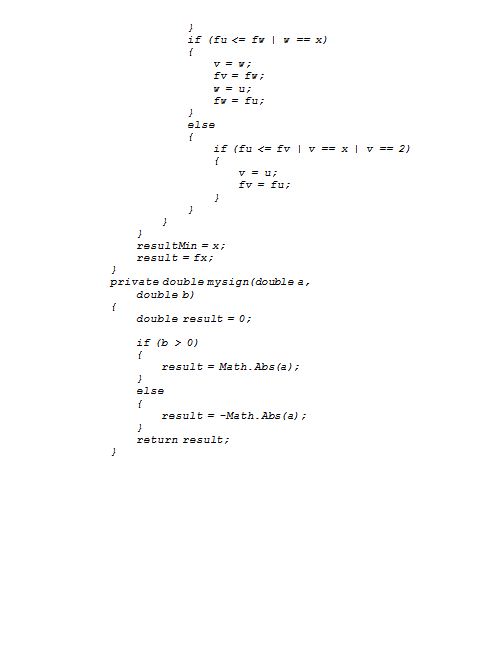 }
if (fu <= fw | w == x)
{
v = w;
fv = fw;
w = u;
fw = fu;
}
else
{
if (fu <= fv | v == x | v == 2)
{
v = u;
fv = fu;
}
}
}
}
resultMin = x;
result = fx;
}
private double mysign(double a,
double b)
{
double result = 0;
if (b > 0)
{
result = Math.Abs(a);
}
else
{
result = -Math.Abs(a);
}
return result;
}